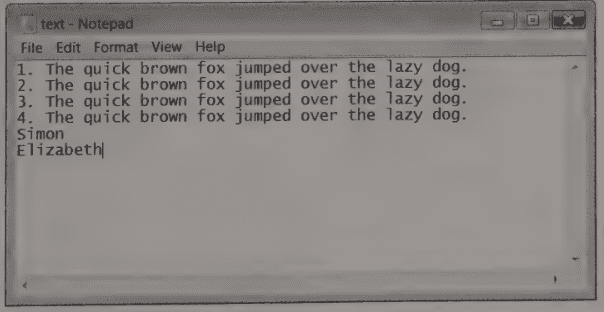 text - Notepad
File Edit Format View Help
1. The quick brown fox jumped over the lazy dog.
2. The quick brown fox jumped over the lazy dog.
3. The quick brown fox jumped over the lazy dog.
4. The quick brown fox jumped over the lazy dog.
Simon
Elizabeth